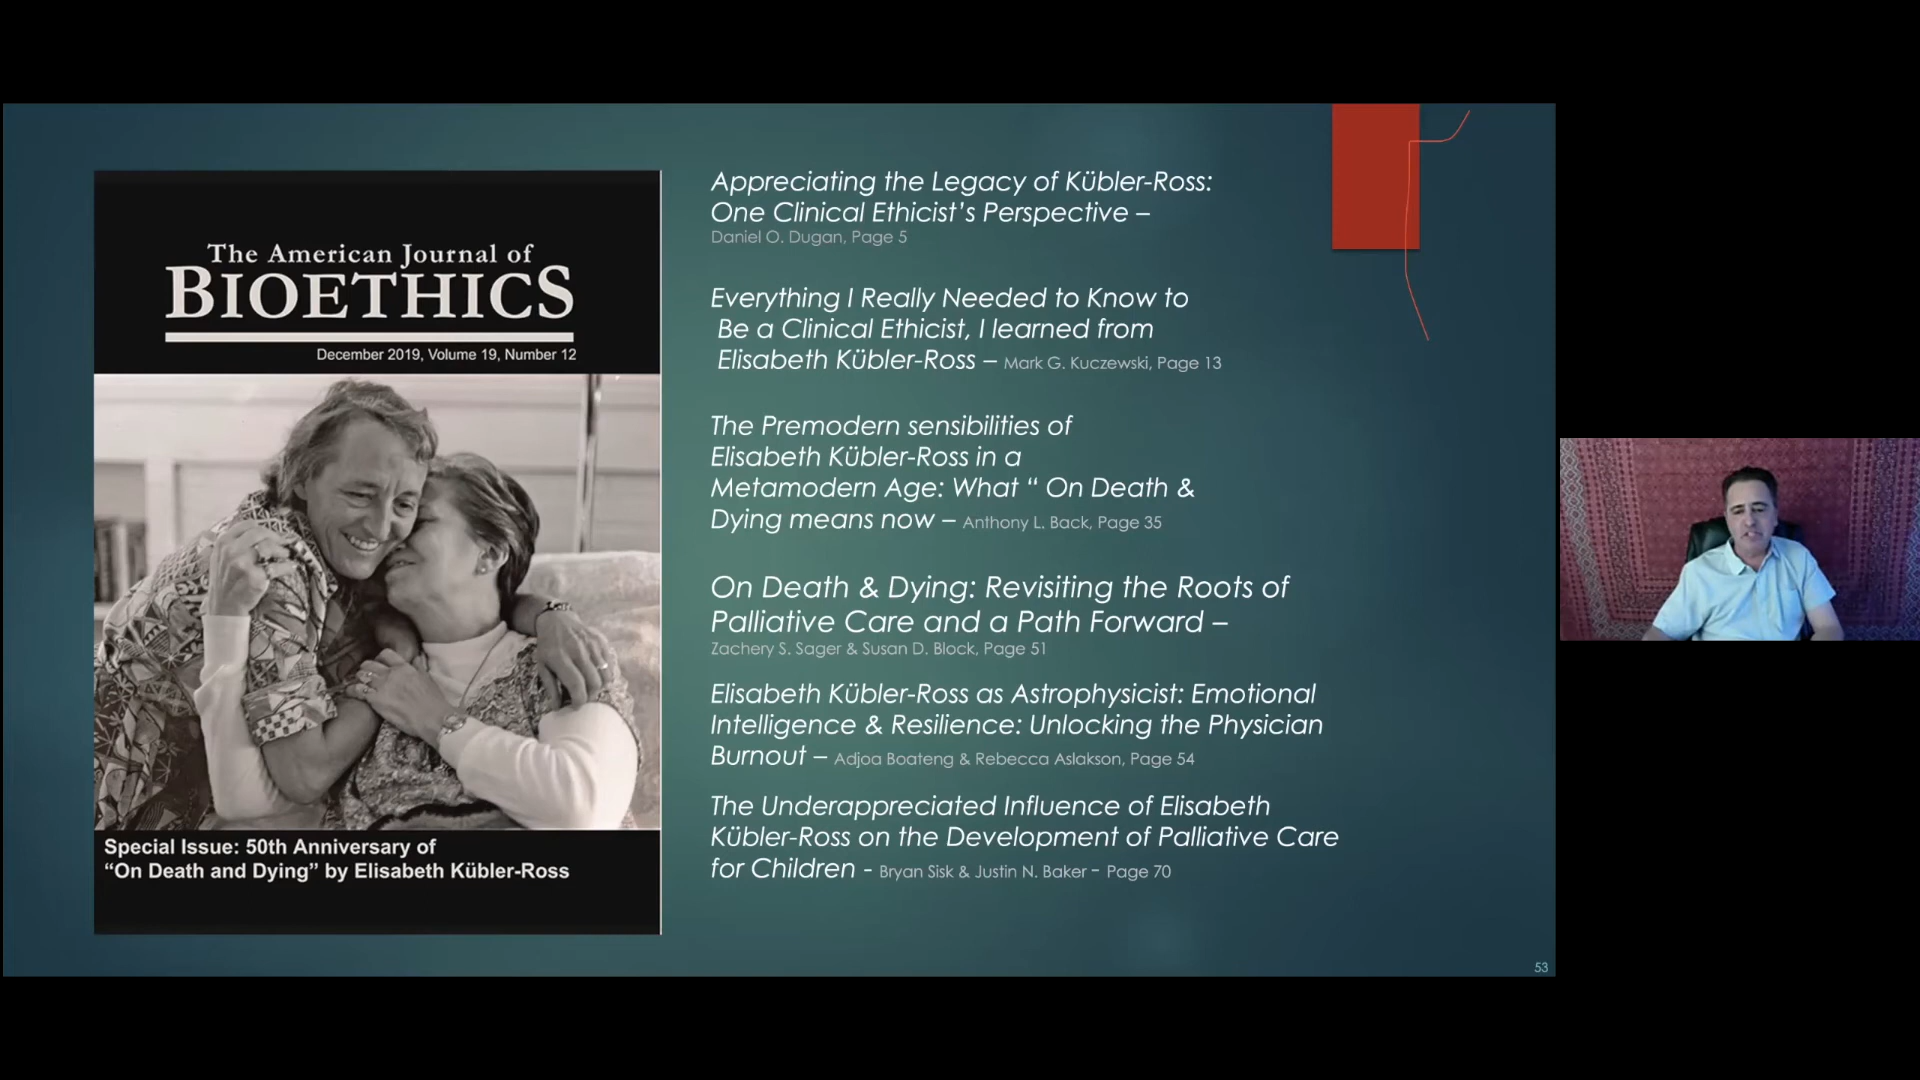 The American Journal of
BIOETHICS
December 2019, Volume 19, Number 12
Special Issue: 50th Anniversary of
“On Death and Dying” by Elisabeth Kübler-Ross
Appreciating the Legacy of Kübler-Ross:
One Clinical Ethicist’s Perspective –
Daniel O. Dugan, Page 5
Everything I Really Needed to Know to
Be a Clinical Ethicist, I learned from
Elisabeth Kübler-Ross – Mark G. Kuczewski, Page 13
The Premodern sensibilities of
Elisabeth Kübler-Ross in a
Metamodern Age: What “ On Death &
Dying means now – Anthony L. Back, Page 35
On Death & Dying: Revisiting the Roots of
Palliative Care and a Path Forward –
Zachery S. Sager & Susan D. Block, Page 51
Elisabeth Kübler-Ross as Astrophysicist: Emotional
Intelligence & Resilience: Unlocking the Physician
Burnout – Adjoa Boateng & Rebecca Aslakson, Page 54
The Underappreciated Influence of Elisabeth
Kübler-Ross on the Development of Palliative Care
for Children - Bryan Sisk & Justin N. Baker – Page 70
53